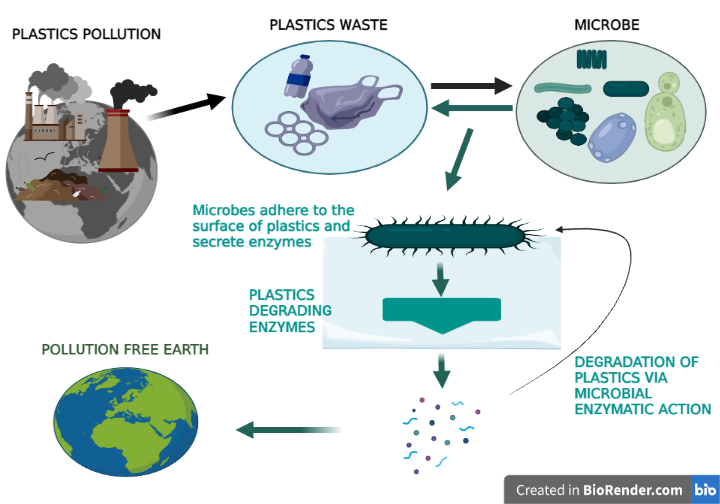 PLASTICS POLLUTION
PLASTICS WASTE
MICROBE
Microbes adhere to the
surface of plastics and
secrete enzymes
PLASTICS
DEGRADING
ENZYMES
POLLUTION FREE EARTH
DEGRADATION OF
PLASTICS VIA
MICROBIAL
ENZYMATIC ACTION
Created in BioRender.com bio